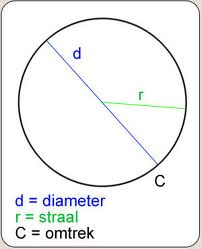 d
r
C
d = diameter
r = straal
C = omtrek